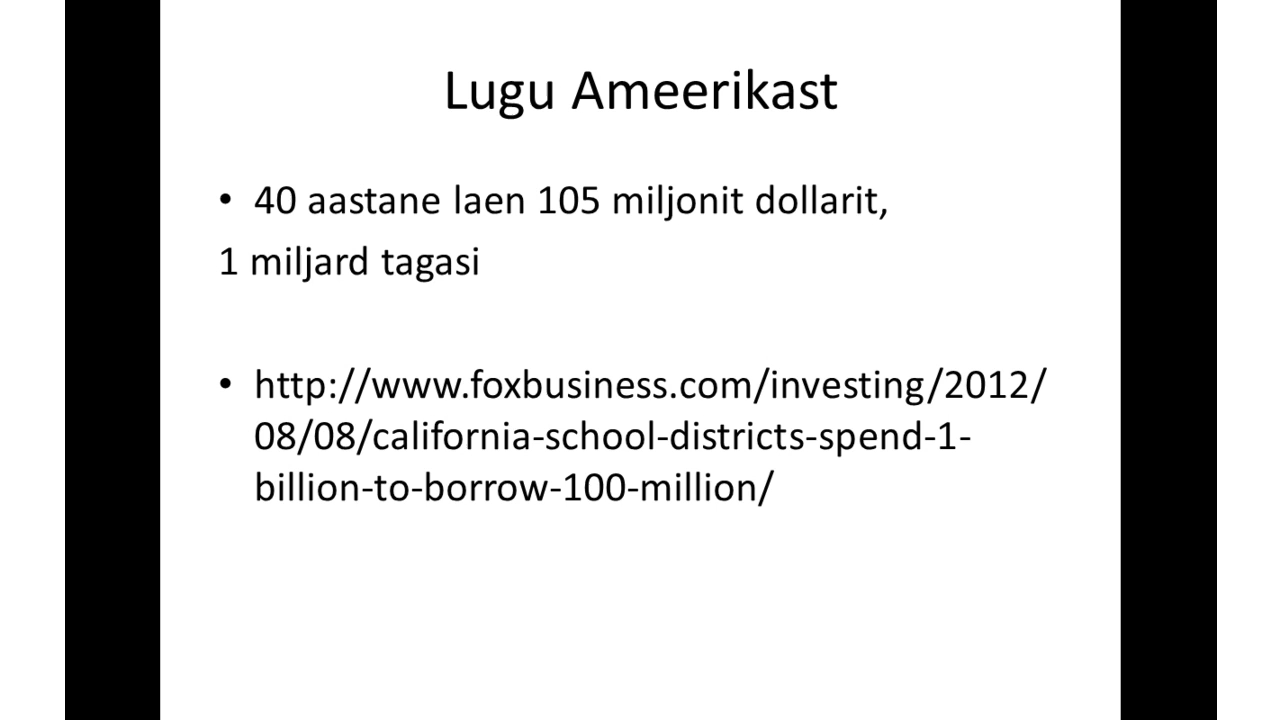 Lugu Ameerikast
• 40 aastane laen 105 miljonit dollarit,
1 miljard tagasi
• http://www.foxbusiness.com/investing/2012/
08/08/california-school-districts-spend-1-
billion-to-borrow-100-million/